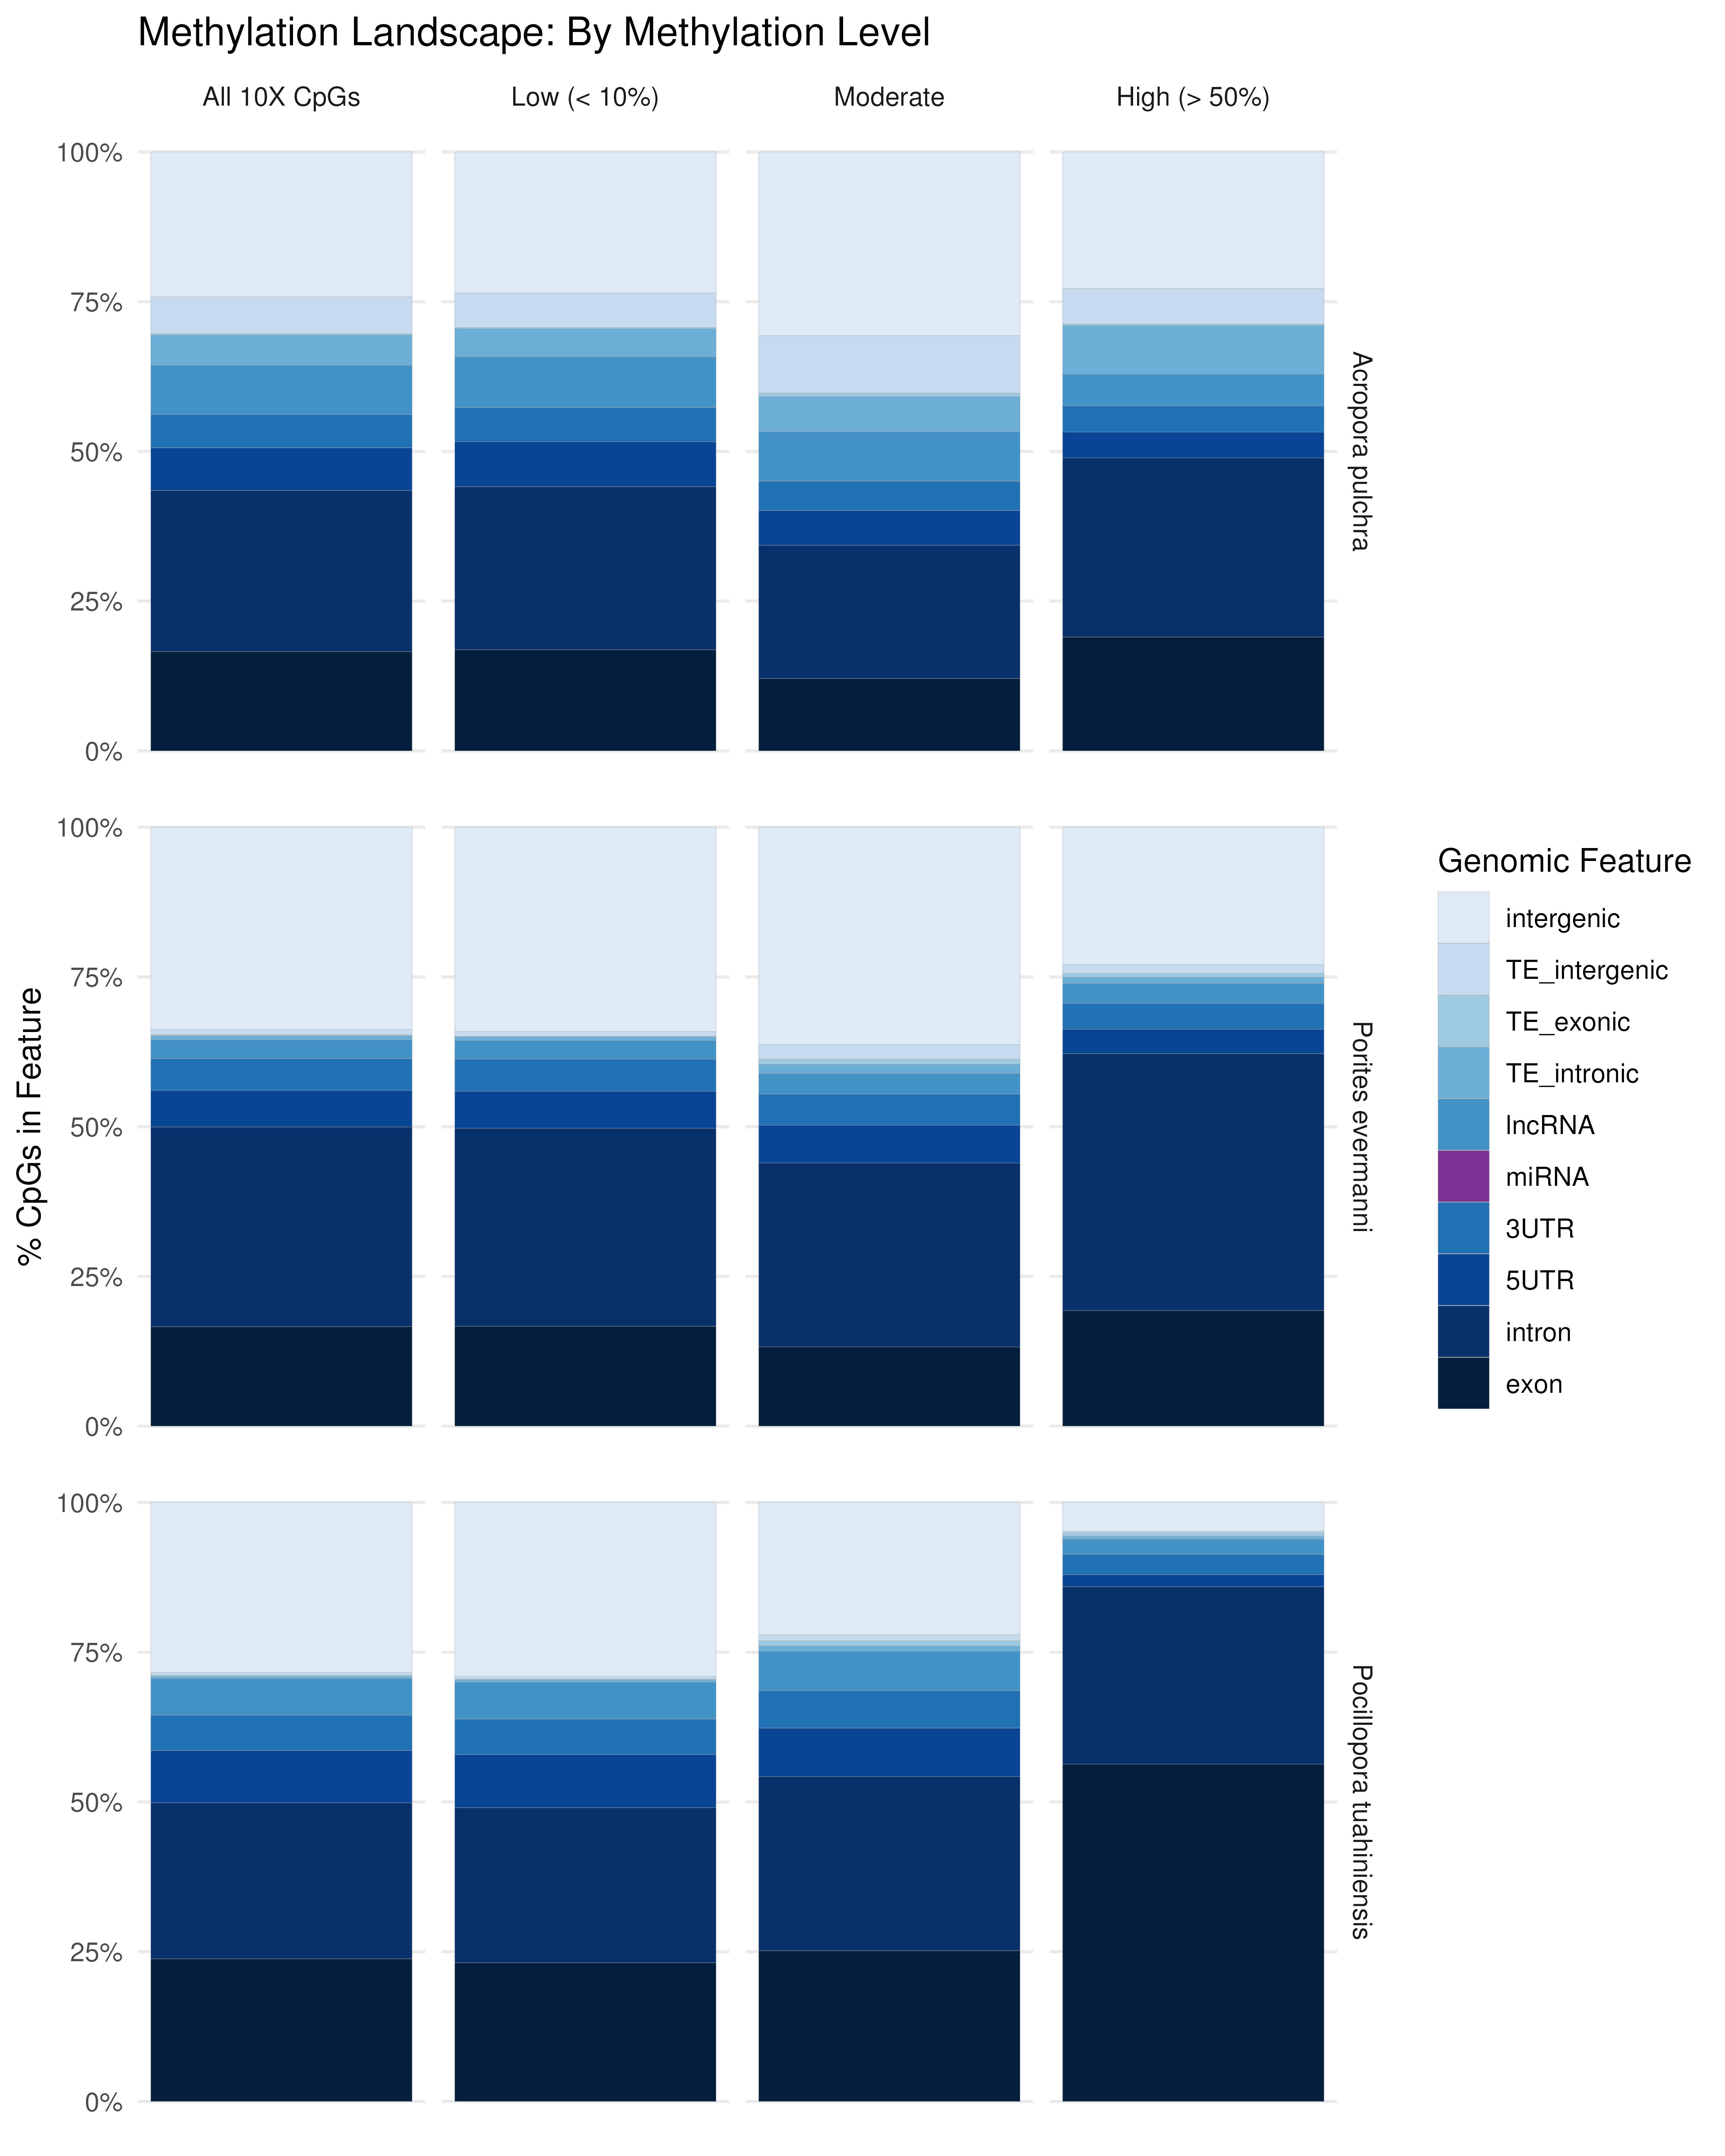 Methylation Landscape: By Methylation Level
All 10X CpGs
Low (< 10%)
Moderate
High (> 50%)
100%
75%
50%
25%
0%
Acropora pulchra
100%
75%
50%
25%
0%
Porites evermanni
100%
75%
50%
25%
0%
Pocillopora tuahiniensis
% CpGs in Feature
Genomic Feature
intergenic
TE_intergenic
TE_exonic
TE_intronic
lncRNA
miRNA
3UTR
5UTR
intron
exon